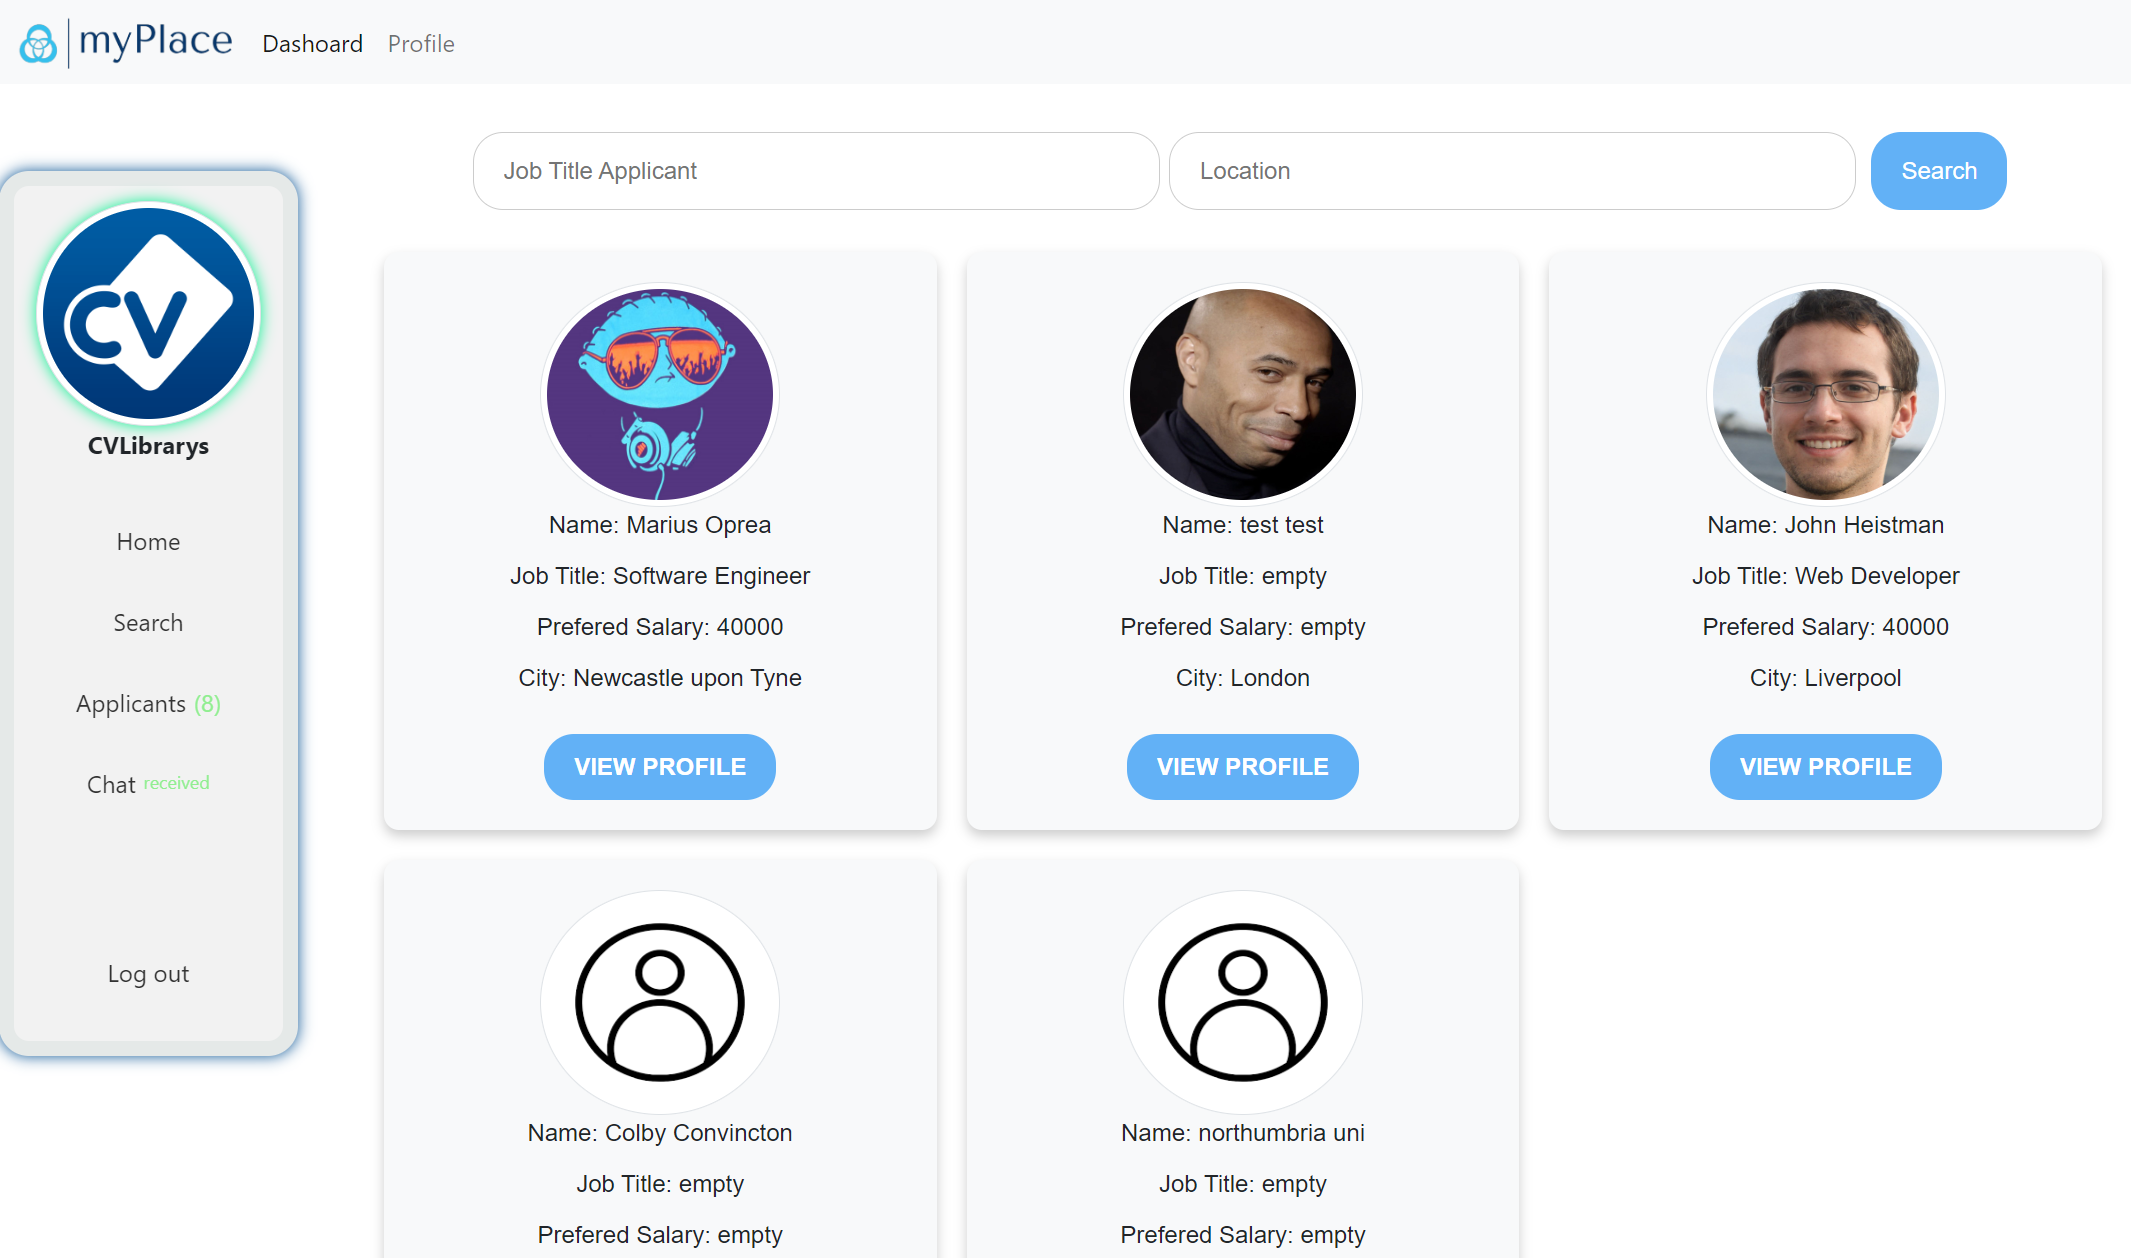 myPlace Dashoard Profile
Job Title Applicant Location Search
CV
CVLibrarys
Home
Search
Applicants (8)
Chat received
Log out
Name: Marius Oprea
Job Title: Software Engineer
Prefered Salary: 40000
City: Newcastle upon Tyne
VIEW PROFILE
Name: test test
Job Title: empty
Prefered Salary: empty
City: London
VIEW PROFILE
Name: John Heistman
Job Title: Web Developer
Prefered Salary: 40000
City: Liverpool
VIEW PROFILE
Name: Colby Convincton
Job Title: empty
Prefered Salary: empty
Name: northumbria uni
Job Title: empty
Prefered Salary: empty